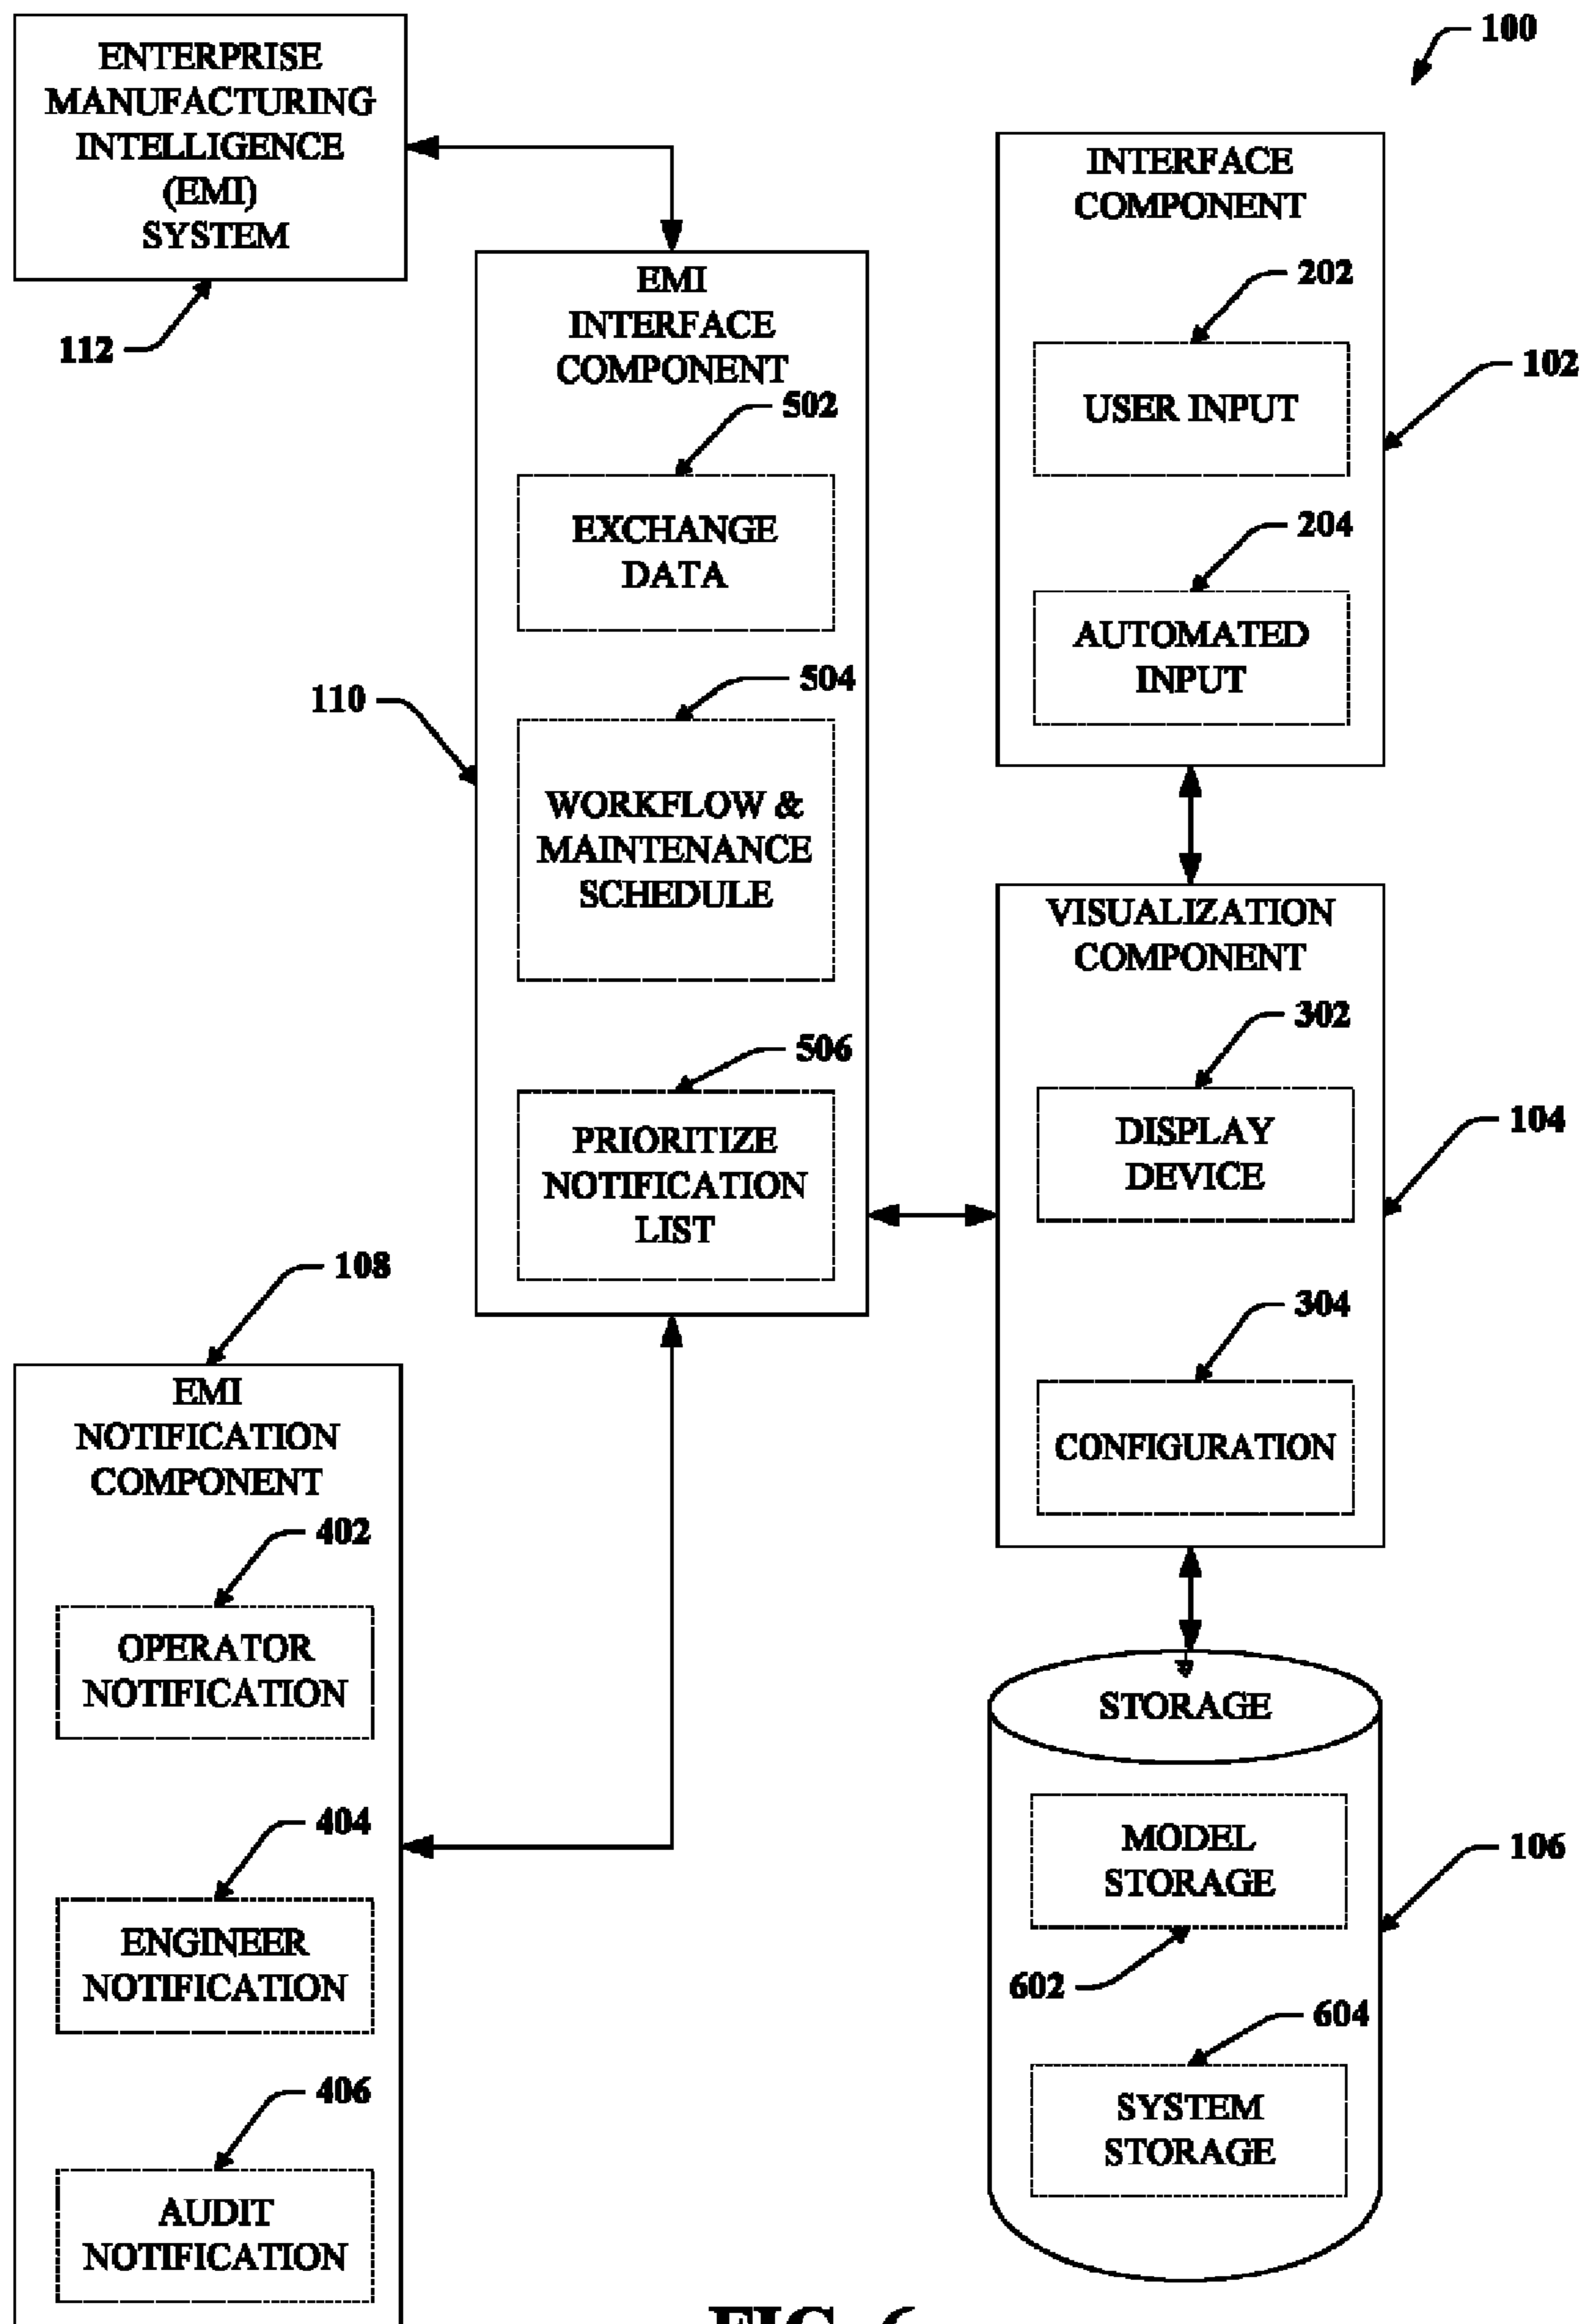 100
ENTERPRISE
MANUFACTURING
INTELLIGENCE
(EMI)
SYSTEM
112
EMI
INTERFACE
COMPONENT
502
EXCHANGE
DATA
504
110
WORKFLOW &
MAINTENANCE
SCHEDULE
506
PRIORITIZE
NOTIFICATION
LIST
INTERFACE
COMPONENT
202
USER INPUT
102
204
AUTOMATED
INPUT
VISUALIZATION
COMPONENT
302
DISPLAY
DEVICE
104
304
CONFIGURATION
108
EMI
NOTIFICATION
COMPONENT
402
OPERATOR
NOTIFICATION
404
ENGINEER
NOTIFICATION
406
AUDIT
NOTIFICATION
STORAGE
MODEL
STORAGE
106
602
604
SYSTEM
STORAGE
FIG. 6